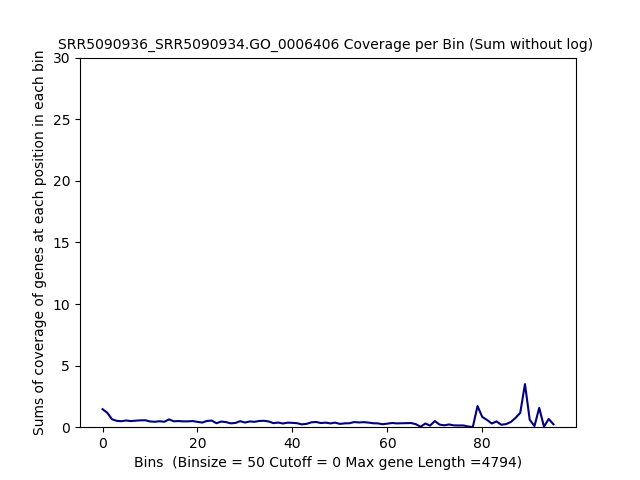 SRR5090936_SRR5090934.GO_0006406 Coverage per Bin (Sum without log)
Sums of coverage of genes at each position in each bin
30
25
20
15
10
5
0
0 20 40 60 80
Bins  (Binsize = 50 Cutoff = 0 Max gene Length =4794)